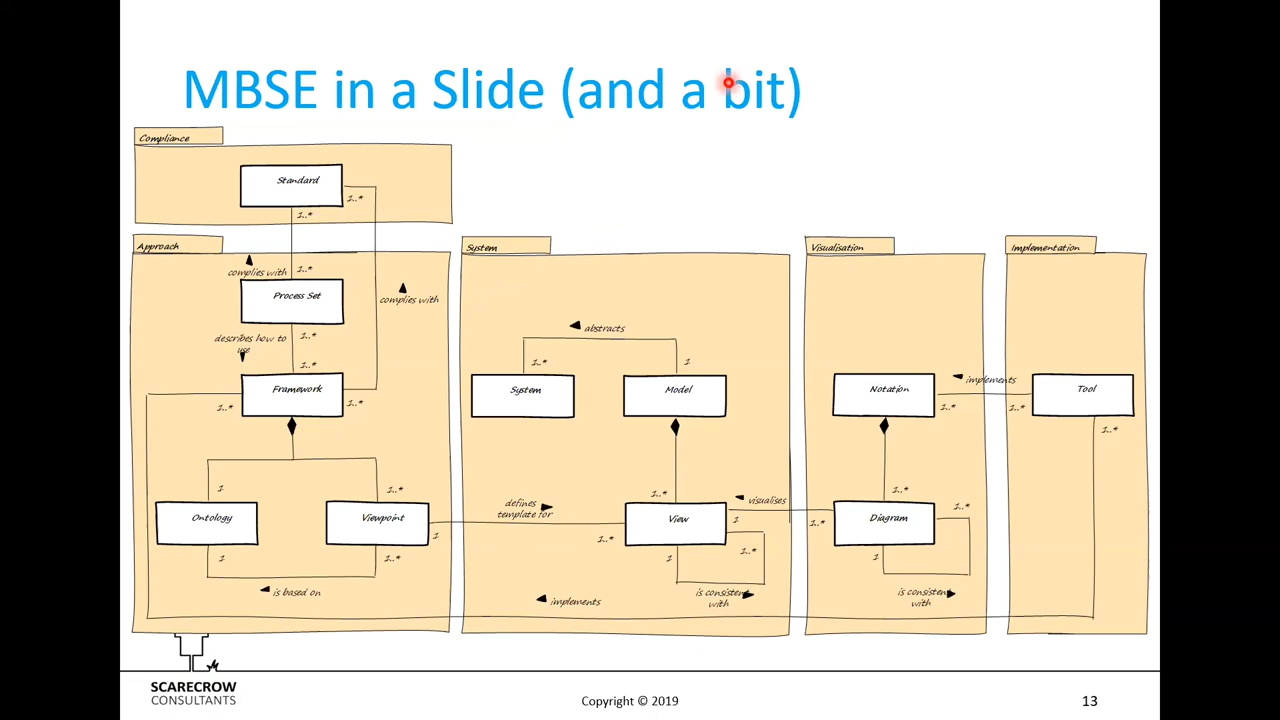 MBSE in a Slide (and a bit)
Compliance
Standard
1..*
1..*
Approach
complies with
1..*
Process Set
complies with
describes how to
use
1..*
1..*
Framework
1..*
1..*
1
1..*
Ontology
Viewpoint
1
1
1..*
is based on
System
abstracts
1..*
1
System
Model
defines
template for
1..*
1..*
View
1
1..*
1
is consistent
with
implements
Visualisation
Notation
1..*
visualises
1..*
1..*
Diagram
1..*
1
is consistent
with
Implementation
implements
1..*
Tool
1..*
SCARECROW
CONSULTANTS
Copyright © 2019
13